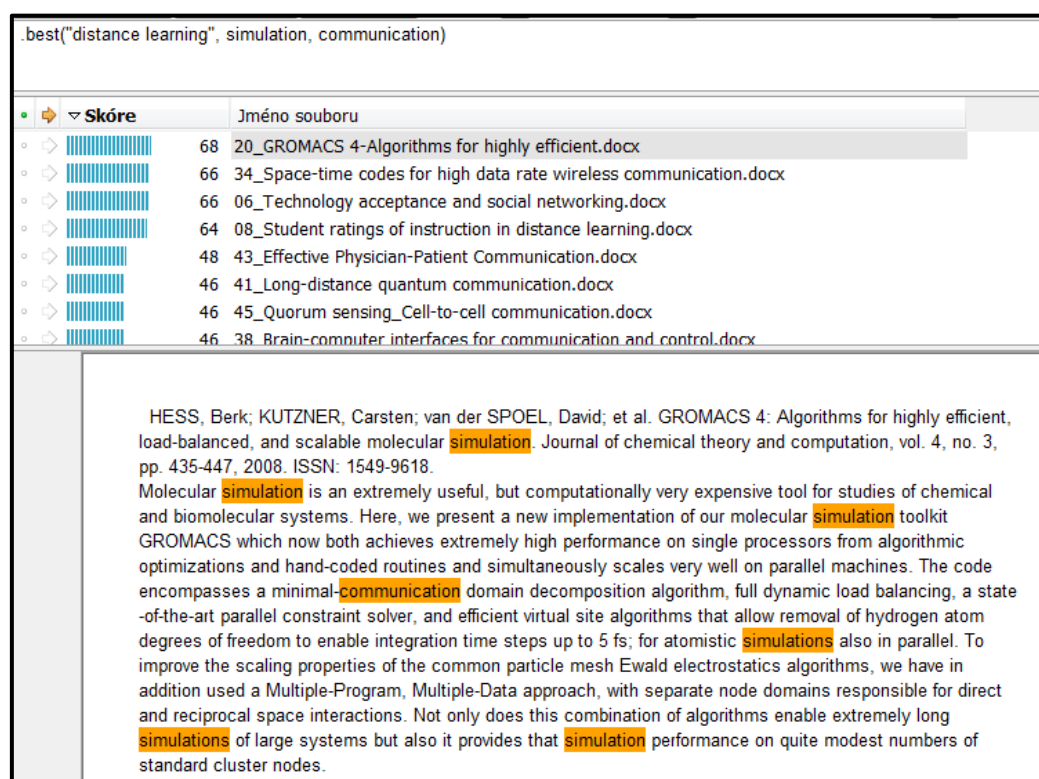 .best("distance learning", simulation, communication)
Skóre Jméno souboru
68 20_GROMACS 4-Algorithms for highly efficient.docx
66 34_Space-time codes for high data rate wireless communication.docx
66 06_Technology acceptance and social networking.docx
64 08_Student ratings of instruction in distance learning.docx
48 43_Effective Physician-Patient Communication.docx
46 41_Long-distance quantum communication.docx
46 45_Quorum sensing_Cell-to-cell communication.docx
46 38_Brain-computer interfaces for communication and control.docx
HESS, Berk; KUTZNER, Carsten; van der SPOEL, David; et al. GROMACS 4: Algorithms for highly efficient,
load-balanced, and scalable molecular simulation. Journal of chemical theory and computation, vol. 4, no. 3,
pp. 435-447, 2008. ISSN: 1549-9618.
Molecular simulation is an extremely useful, but computationally very expensive tool for studies of chemical
and biomolecular systems. Here, we present a new implementation of our molecular simulation toolkit
GROMACS which now both achieves extremely high performance on single processors from algorithmic
optimizations and hand-coded routines and simultaneously scales very well on parallel machines. The code
encompasses a minimal-communication domain decomposition algorithm, full dynamic load balancing, a state
-of-the-art parallel constraint solver, and efficient virtual site algorithms that allow removal of hydrogen atom
degrees of freedom to enable integration time steps up to 5 fs; for atomistic simulations also in parallel. To
improve the scaling properties of the common particle mesh Ewald electrostatics algorithms, we have in
addition used a Multiple-Program, Multiple-Data approach, with separate node domains responsible for direct
and reciprocal space interactions. Not only does this combination of algorithms enable extremely long
simulations of large systems but also it provides that simulation performance on quite modest numbers of
standard cluster nodes.